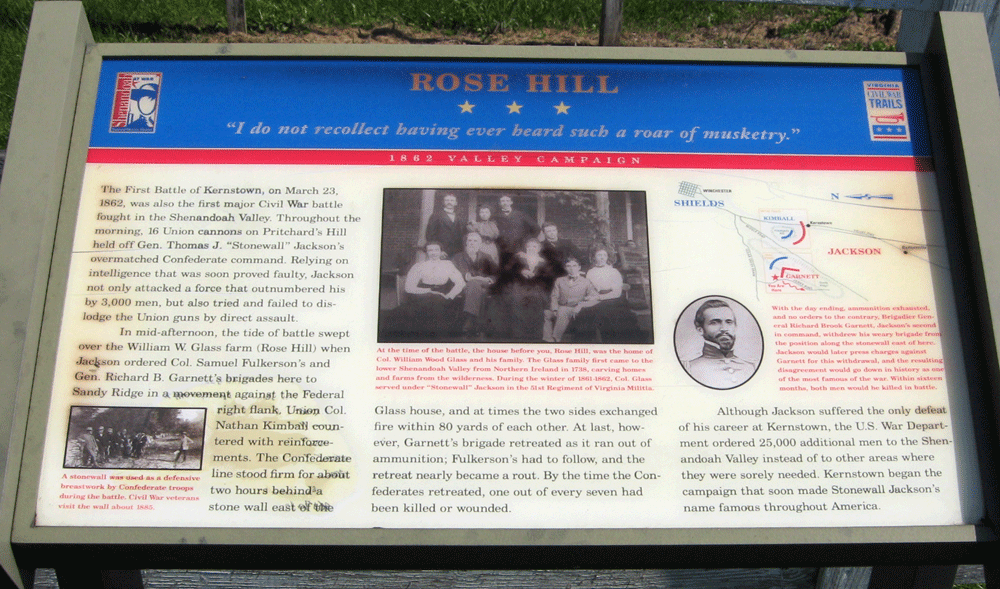 Shenandoah
AT WAR
ROSE HILL
"I do not recollect having ever heard such a roar of musketry."
VIRGINIA
CIVIL WAR
TRAILS
1862 VALLEY CAMPAIGN
The First Battle of Kernstown, on March 23,
1862, was also the first major Civil War battle
fought in the Shenandoah Valley. Throughout the
morning, 16 Union cannons on Pritchard's Hill
held off Gen. Thomas J. "Stonewall" Jackson's
overmatched Confederate command. Relying on
intelligence that was soon proved faulty, Jackson
not only attacked a force that outnumbered his
by 3,000 men, but also tried and failed to dis-
lodge the Union guns by direct assault.
In mid-afternoon, the tide of battle swept
over the William W. Glass farm (Rose Hill) when
Jackson ordered Col. Samuel Fulkerson's and
Gen. Richard B. Garnett's brigades here to
Sandy Ridge in a movement against the Federal
right flank. Union Col.
Nathan Kimball coun-
tered with reinforce-
ments. The Confederate
line stood firm for about
two hours behind a
stone wall east of the
A stonewall was used as a defensive
breastwork by Confederate troops
during the battle. Civil War veterans
visit the wall about 1885.
At the time of the battle, the house before you, Rose Hill, was the home of
Col. William Wood Glass and his family. The Glass family first came to the
lower Shenandoah Valley from Northern Ireland in 1738, carving homes
and farms from the wilderness. During the winter of 1861-1862, Col. Glass
served under "Stonewall" Jackson in the 51st Regiment of Virginia Militia.
Glass house, and at times the two sides exchanged
fire within 80 yards of each other. At last, how-
ever, Garnett's brigade retreated as it ran out of
ammunition; Fulkerson's had to follow, and the
retreat nearly became a rout. By the time the Con-
federates retreated, one out of every seven had
been killed or wounded.
WINCHESTER
SHIELDS
N
KIMBALL
Kernstown
JACKSON
GARNETT
You Are
Here
With the day ending, ammunition exhausted,
and no orders to the contrary, Brigadier Gen-
eral Richard Brook Garnett, Jackson's second
in command, withdrew his weary brigade from
the position along the stonewall east of here.
Jackson would later press charges against
Garnett for this withdrawal, and the resulting
disagreement would go down in history as one
of the most famous of the war. Within sixteen
months, both men would be killed in battle.
Although Jackson suffered the only defeat
of his career at Kernstown, the U.S. War Depart-
ment ordered 25,000 additional men to the Shen-
andoah Valley instead of to other areas where
they were sorely needed. Kernstown began the
campaign that soon made Stonewall Jackson's
name famous throughout America.